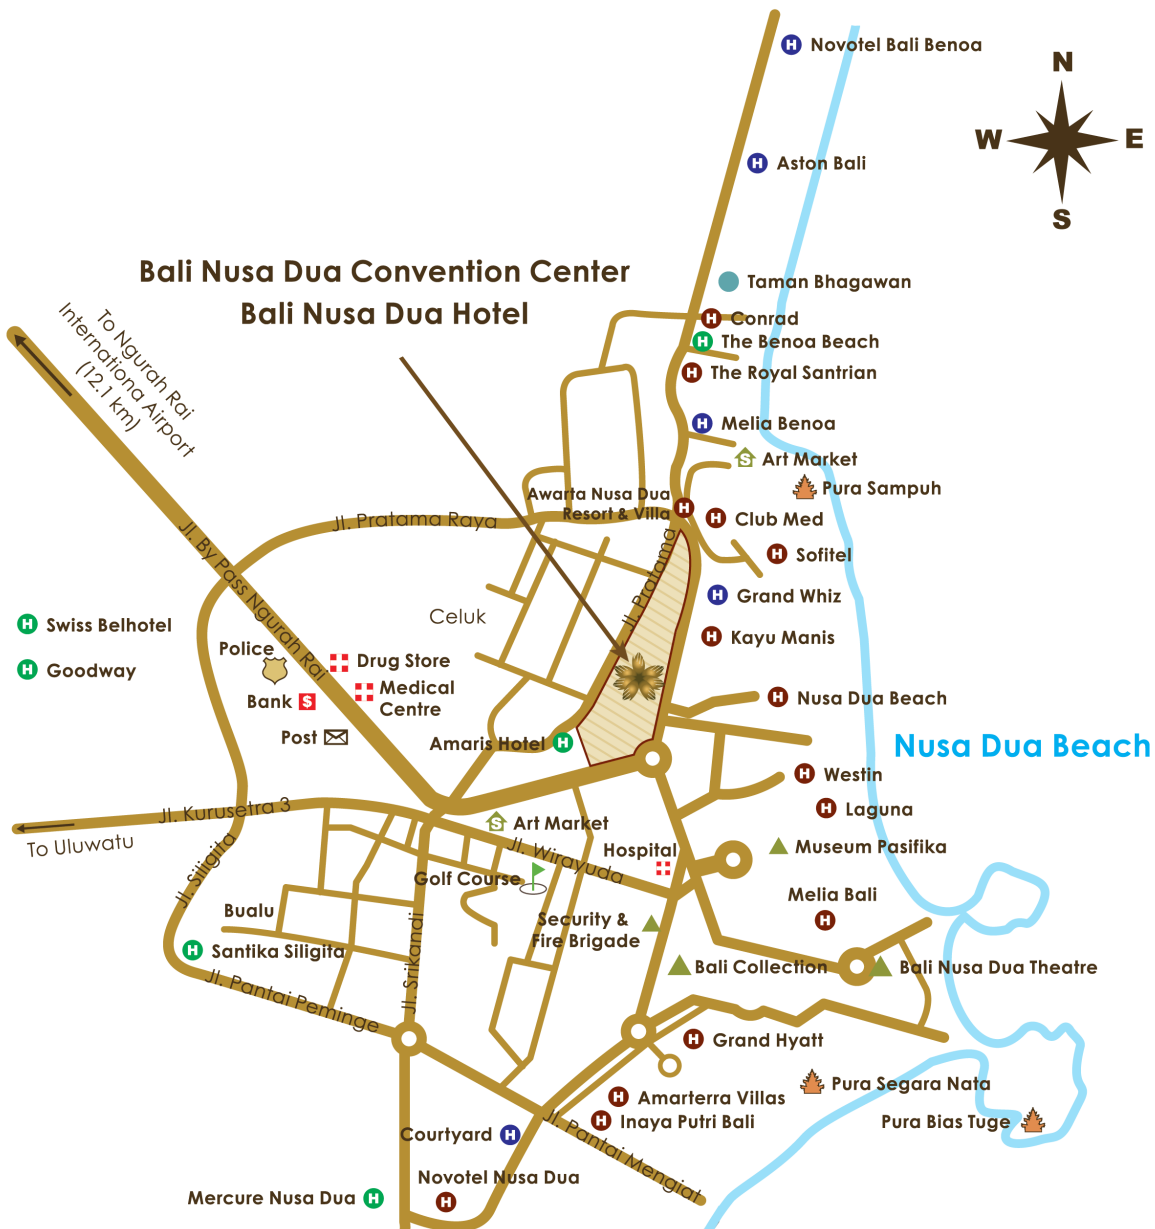 Novotel Bali Benoa
N
W
E
S
Aston Bali
Bali Nusa Dua Convention Center
Bali Nusa Dua Hotel
Taman Bhagawan
Conrad
The Benoa Beach
The Royal Santrian
To Ngurah Rai
Internationa Airport
(12.1 km)
Melia Benoa
Art Market
Pura Sampuh
Awarta Nusa Dua
Resort & Villa
Club Med
Jl. Pratama Raya
Jl. By Pass Ngurah Rai
Jl. Pratama
Sofitel
Grand Whiz
Celuk
Kayu Manis
Swiss Belhotel
Goodway
Police
Drug Store
Medical
Centre
Bank
Post
Nusa Dua Beach
Amaris Hotel
Nusa Dua Beach
Westin
Laguna
Jl. Kurusetra 3
To Uluwatu
Art Market
Jl. Wirayuda
Hospital
Museum Pasifika
Jl. Siligita
Golf Course
Melia Bali
Bualu
Security &
Fire Brigade
Santika Siligita
Jl. Srikandi
Bali Collection
Bali Nusa Dua Theatre
Jl. Pantai Peminge
Grand Hyatt
Pura Segara Nata
Amarterra Villas
Inaya Putri Bali
Pura Bias Tuge
Courtyard
Jl. Pantai Mengiat
Novotel Nusa Dua
Mercure Nusa Dua